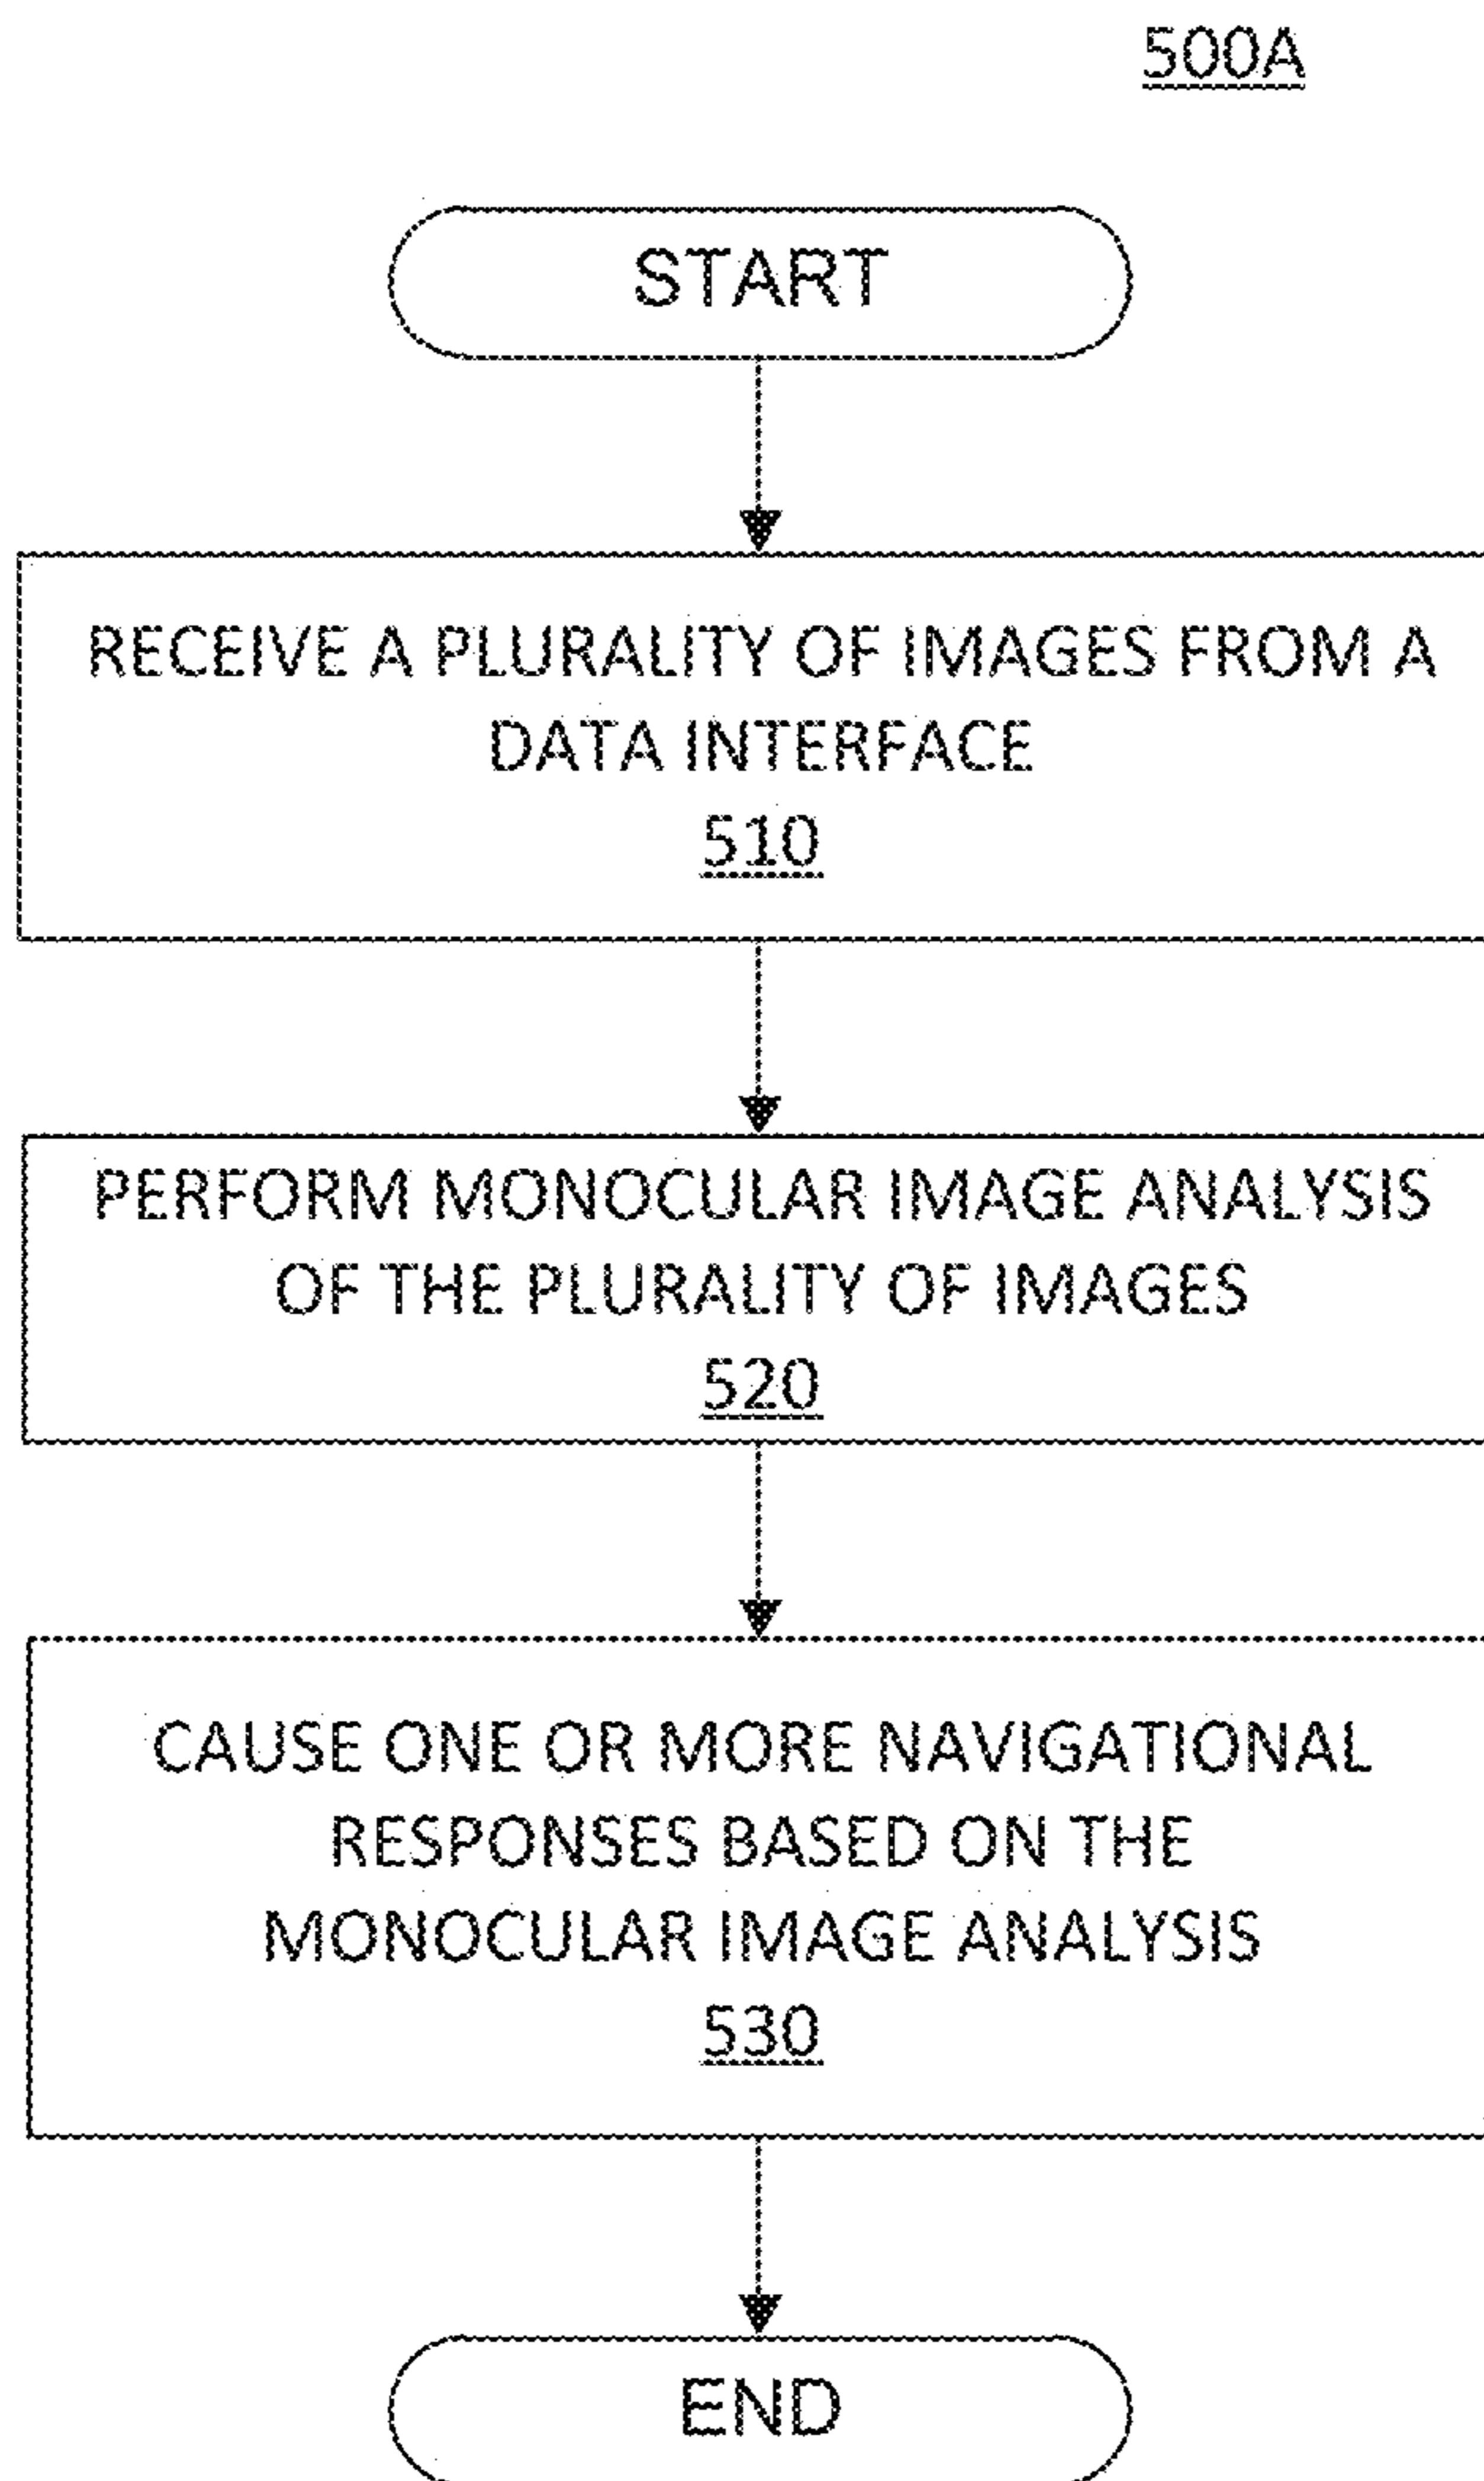 500A
START
RECEIVE A PLURALITY OF IMAGES FROM A
DATA INTERFACE
510
PERFORM MONOCULAR IMAGE ANALYSIS
OF THE PLURALITY OF IMAGES
520
CAUSE ONE OR MORE NAVIGATIONAL
RESPONSES BASED ON THE
MONOCULAR IMAGE ANALYSIS
530
END